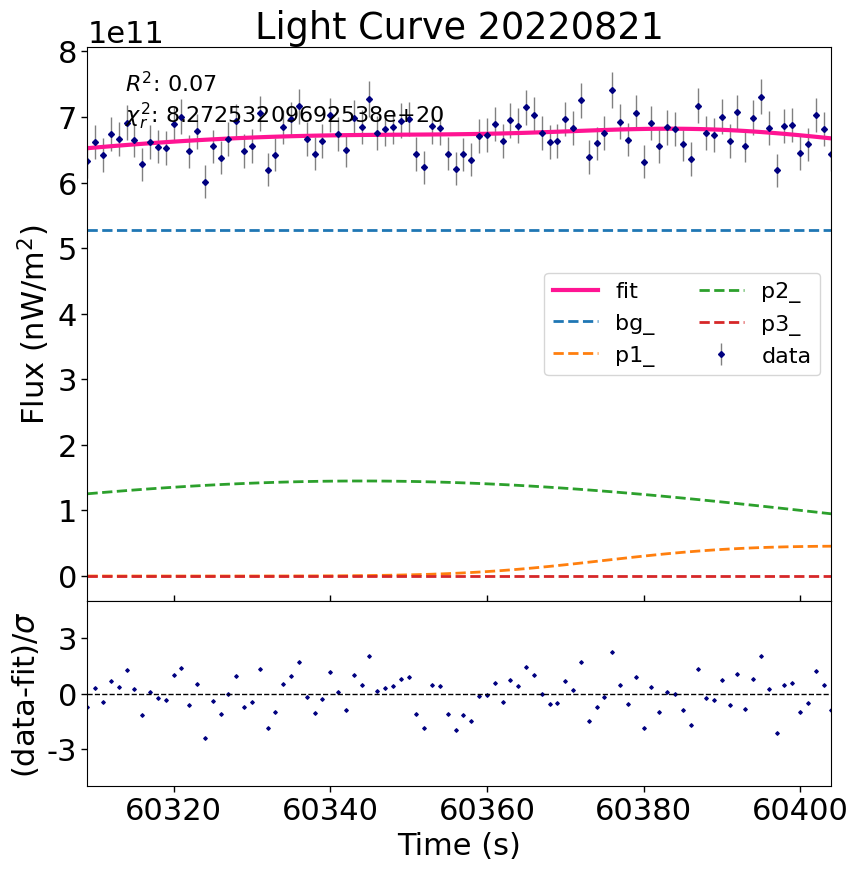 Light Curve 20220821
1e11
R²: 0.07
χ²ᵣ: 8.272532096925​38e+20
8
7
6
5
4
3
2
1
0
Flux (nW/m²)
fit
bg_
p1_
p2_
p3_
data
3
0
-3
(data-fit)/σ
60320 60340 60360 60380 60400
Time (s)